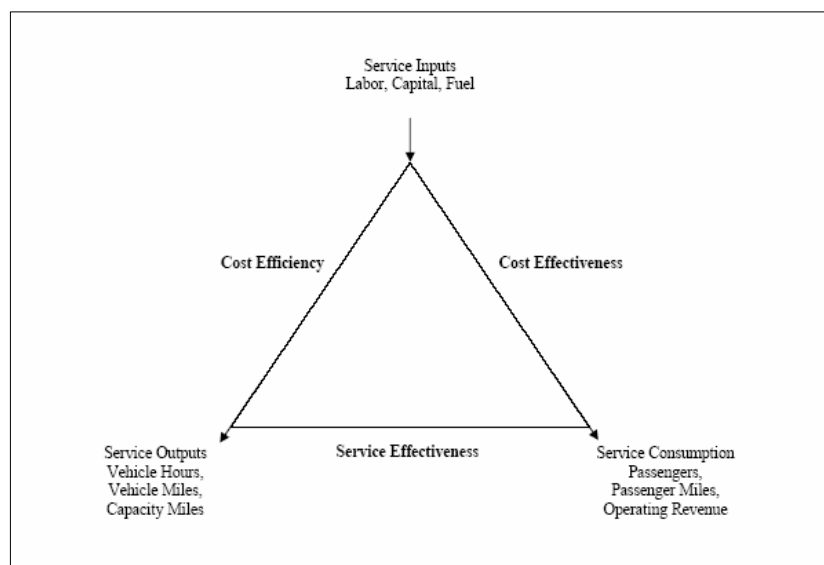 Service Inputs
Labor, Capital, Fuel
Cost Efficiency
Cost Effectiveness
Service Effectiveness
Service Outputs
Vehicle Hours,
Vehicle Miles,
Capacity Miles
Service Consumption
Passengers,
Passenger Miles,
Operating Revenue